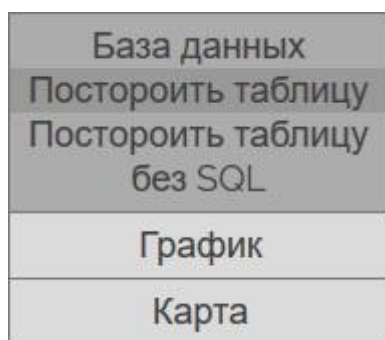 База данных
Постороить таблицу
Постороить таблицу
без SQL
График
Карта